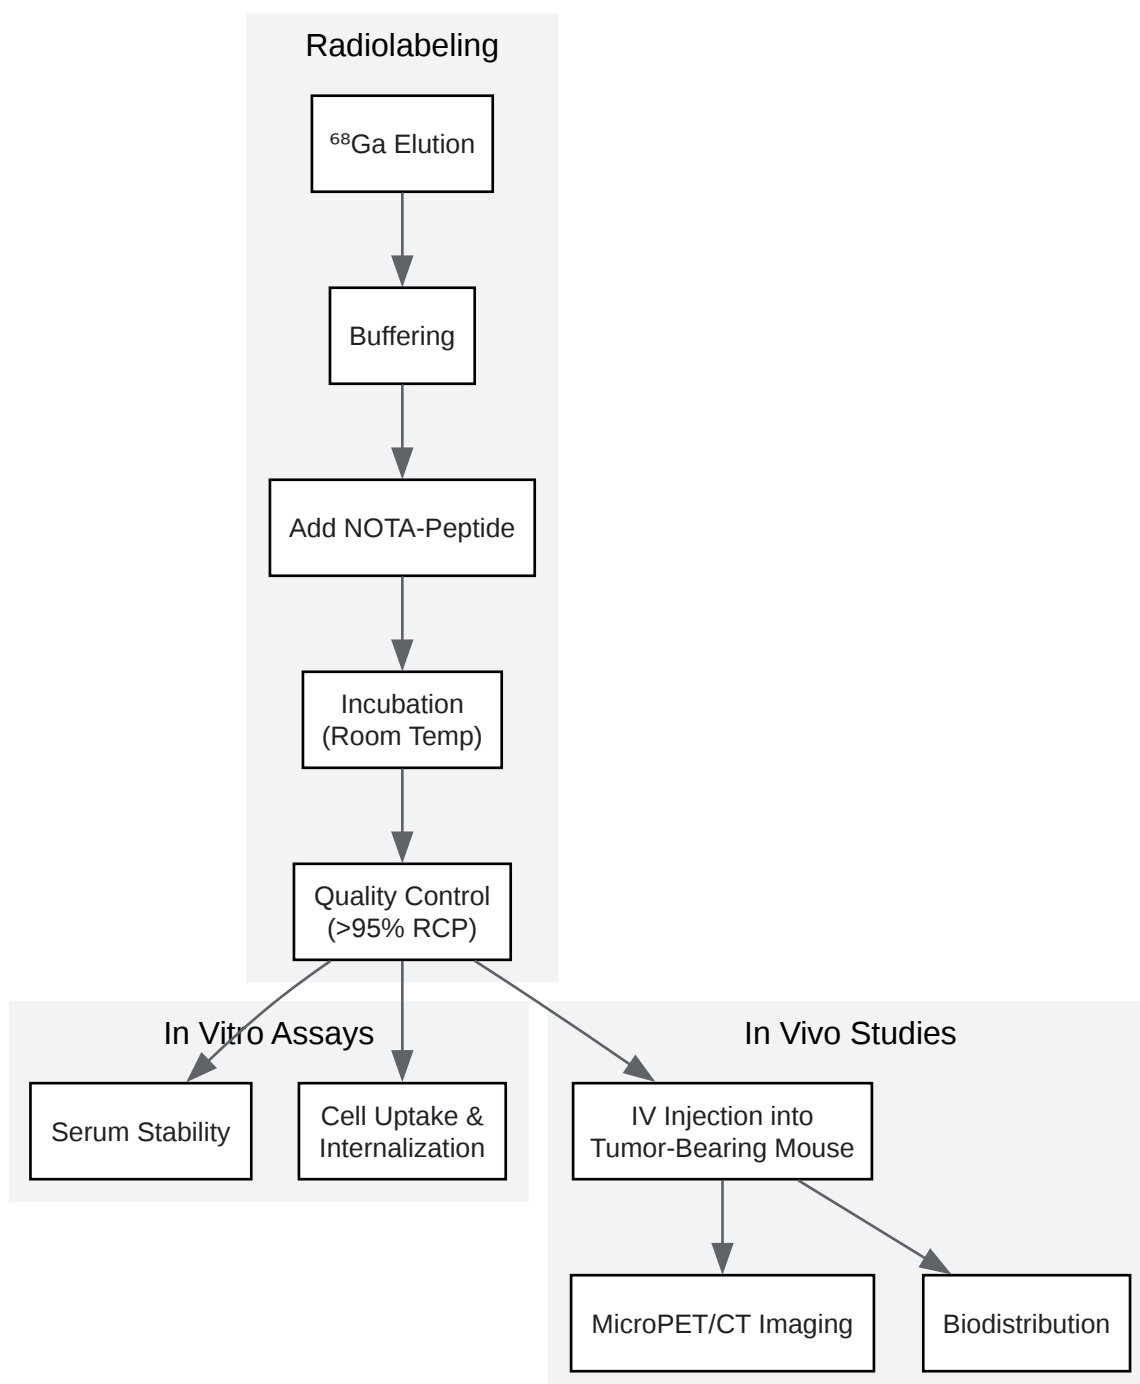 Radiolabeling
⁶⁸Ga Elution
Buffering
Add NOTA-Peptide
Incubation
(Room Temp)
Quality Control
(>95% RCP)
In Vitro Assays
Serum Stability
Cell Uptake &
Internalization
In Vivo Studies
IV Injection into
Tumor-Bearing Mouse
MicroPET/CT Imaging
Biodistribution